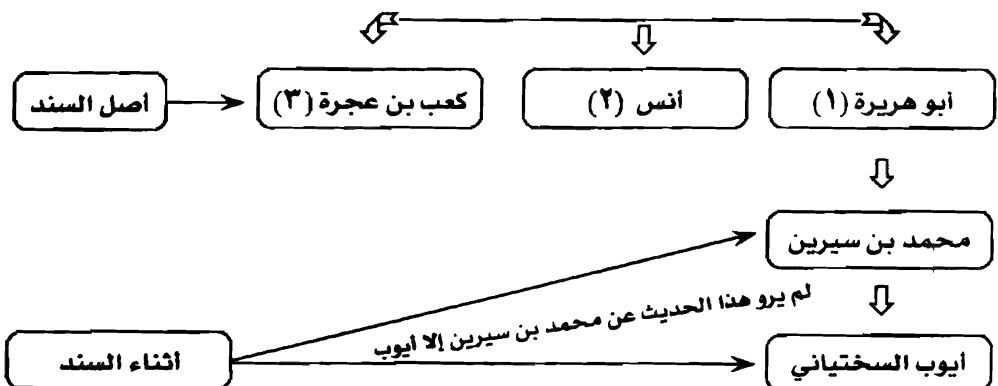 أبو هريرة (١)
أنس (٢)
كعب بن عجرة (٣)
أصل السند
محمد بن سيرين
لم يرو هذا الحديث عن محمد بن سيرين إلا أيوب
أيوب السختياني
أثناء السند